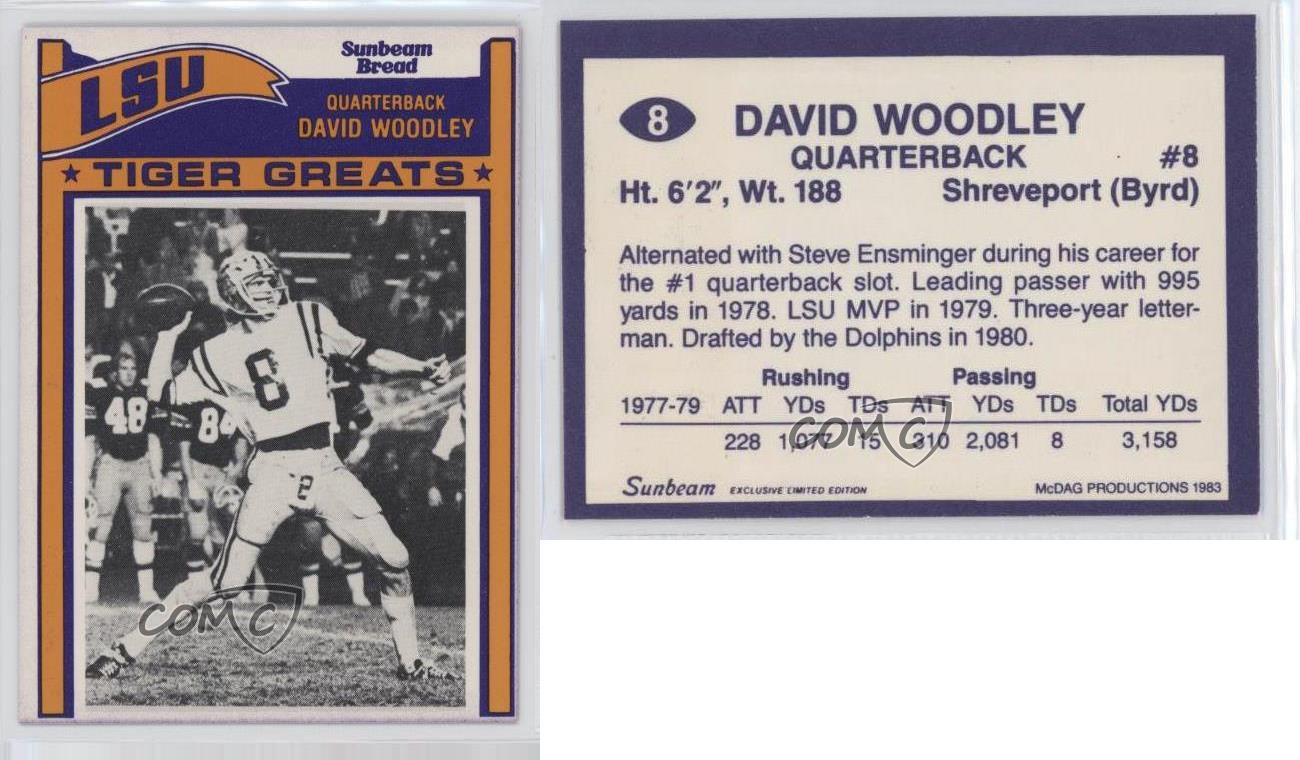 LSU
Sunbeam
Bread
QUARTERBACK
DAVID WOODLEY
★ TIGER GREATS ★
8
48
84
2
COMC
8
DAVID WOODLEY
QUARTERBACK #8
Ht. 6'2", Wt. 188 Shreveport (Byrd)
Alternated with Steve Ensminger during his career for
the #1 quarterback slot. Leading passer with 995
yards in 1978. LSU MVP in 1979. Three-year letter-
man. Drafted by the Dolphins in 1980.
Rushing Passing
1977-79 ATT YDs TDs ATT YDs TDs Total YDs
228 1,077 15 310 2,081 8 3,158
COMC
Sunbeam EXCLUSIVE LIMITED EDITION McDAG PRODUCTIONS 1983